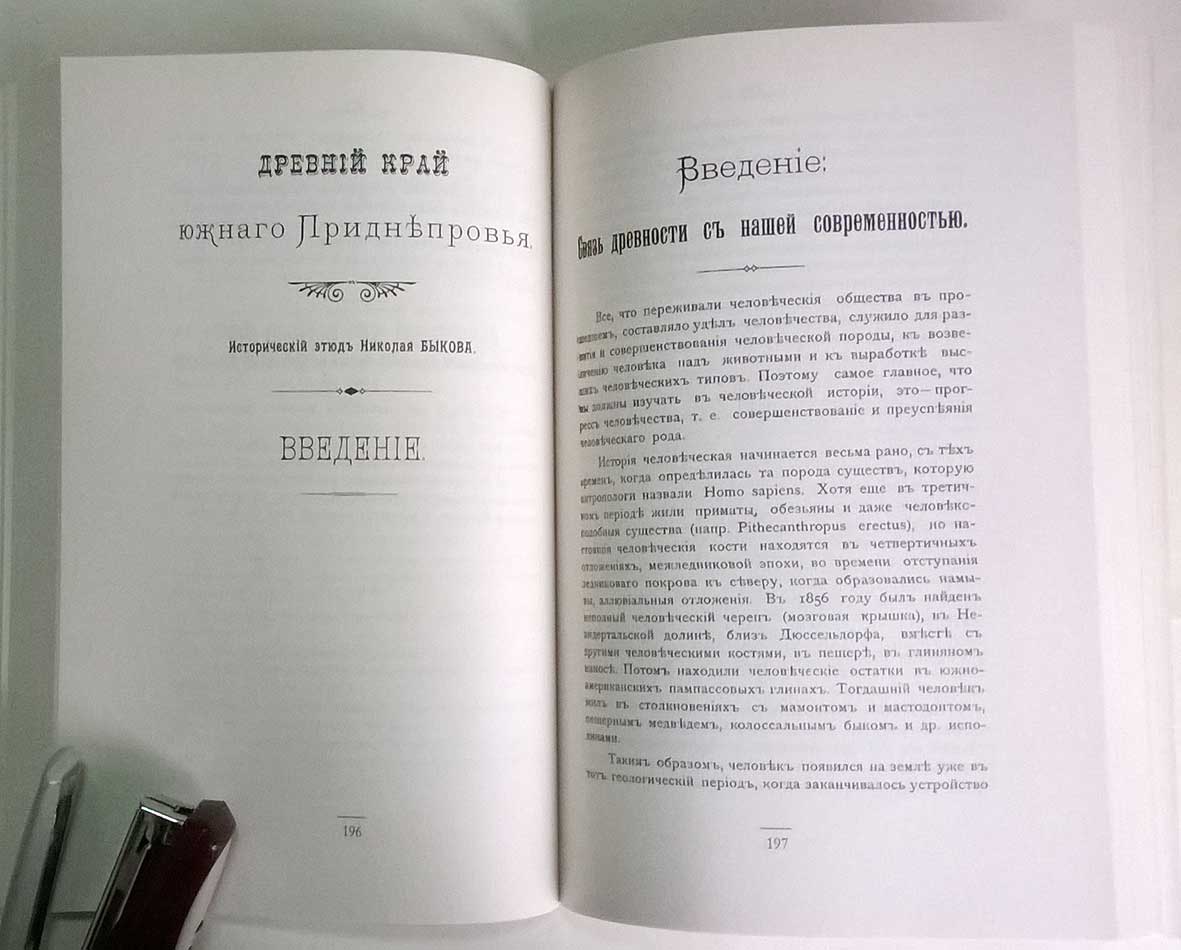 ДРЕВНІЙ КРАЙ
южнаго Приднѣпровья,
Историческій этюдъ Николая БЫКОВА.
ВВЕДЕНІЕ.
196
Введеніе:
Связь древности съ нашей современностью.
Все, что переживали человѣческія общества въ про-
шедшемъ, составляло удѣлъ человѣчества, служило для раз-
витія и совершенствованія человѣческой породы, къ возве-
личенію человѣка надъ животными и къ выработкѣ выс-
шихъ человѣческихъ типовъ. Поэтому самое главное, что
мы должны изучать въ человѣческой исторіи, это—прог-
рессъ человѣчества, т. е. совершенствованіе и преуспѣянія
человѣческаго рода.
Исторія человѣческая начинается весьма рано, съ тѣхъ
временъ, когда опредѣлилась та порода существъ, которую
антропологи назвали Homo sapiens. Хотя еще въ третич-
номъ періодѣ жили приматы, обезьяны и даже человѣко-
подобныя существа (напр. Pithecanthropus erectus), но на-
стоящія человѣческія кости находятся въ четвертичныхъ
отложеніяхъ, межледниковой эпохи, во времени отступанія
ледниковаго покрова къ сѣверу, когда образовались намы-
вы, аллювіальныя отложенія. Въ 1856 году былъ найденъ
неполный человѣческій черепъ (мозговая крышка), въ Не-
андертальской долинѣ, близъ Дюссельдорфа, вмѣстѣ съ
другими человѣческими костями, въ пещерѣ, въ глиняномъ
наносѣ. Потомъ находили человѣческіе остатки въ южно-
американскихъ пампассовыхъ глинахъ. Тогдашній человѣкъ
жилъ въ столкновеніяхъ съ мамонтомъ и мастодонтомъ,
пещернымъ медвѣдемъ, колоссальнымъ быкомъ и др. испо-
линами.
Такимъ образомъ, человѣкъ появился на землѣ уже въ
тотъ геологическій періодъ, когда заканчивалось устройство
197